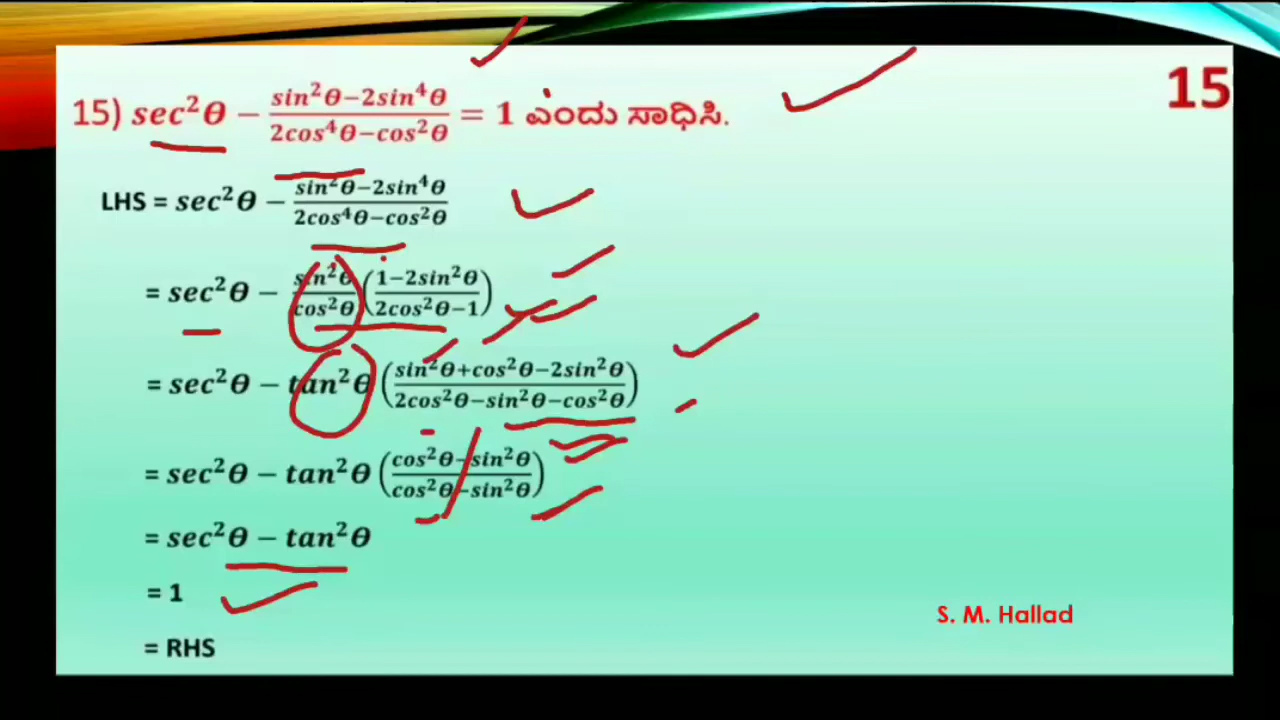 15) sec²θ − (sin²θ−2sin⁴θ)/(2cos⁴θ−cos²θ) = 1 ಎಂದು ಸಾಧಿಸಿ.
15
LHS = sec²θ − (sin²θ−2sin⁴θ)/(2cos⁴θ−cos²θ)
= sec²θ − sin²θ/cos²θ ((1−2sin²θ)/(2cos²θ−1))
= sec²θ − tan²θ ((sin²θ+cos²θ−2sin²θ)/(2cos²θ−sin²θ−cos²θ))
= sec²θ − tan²θ ((cos²θ−sin²θ)/(cos²θ−sin²θ))
= sec²θ − tan²θ
= 1
S. M. Hallad
= RHS